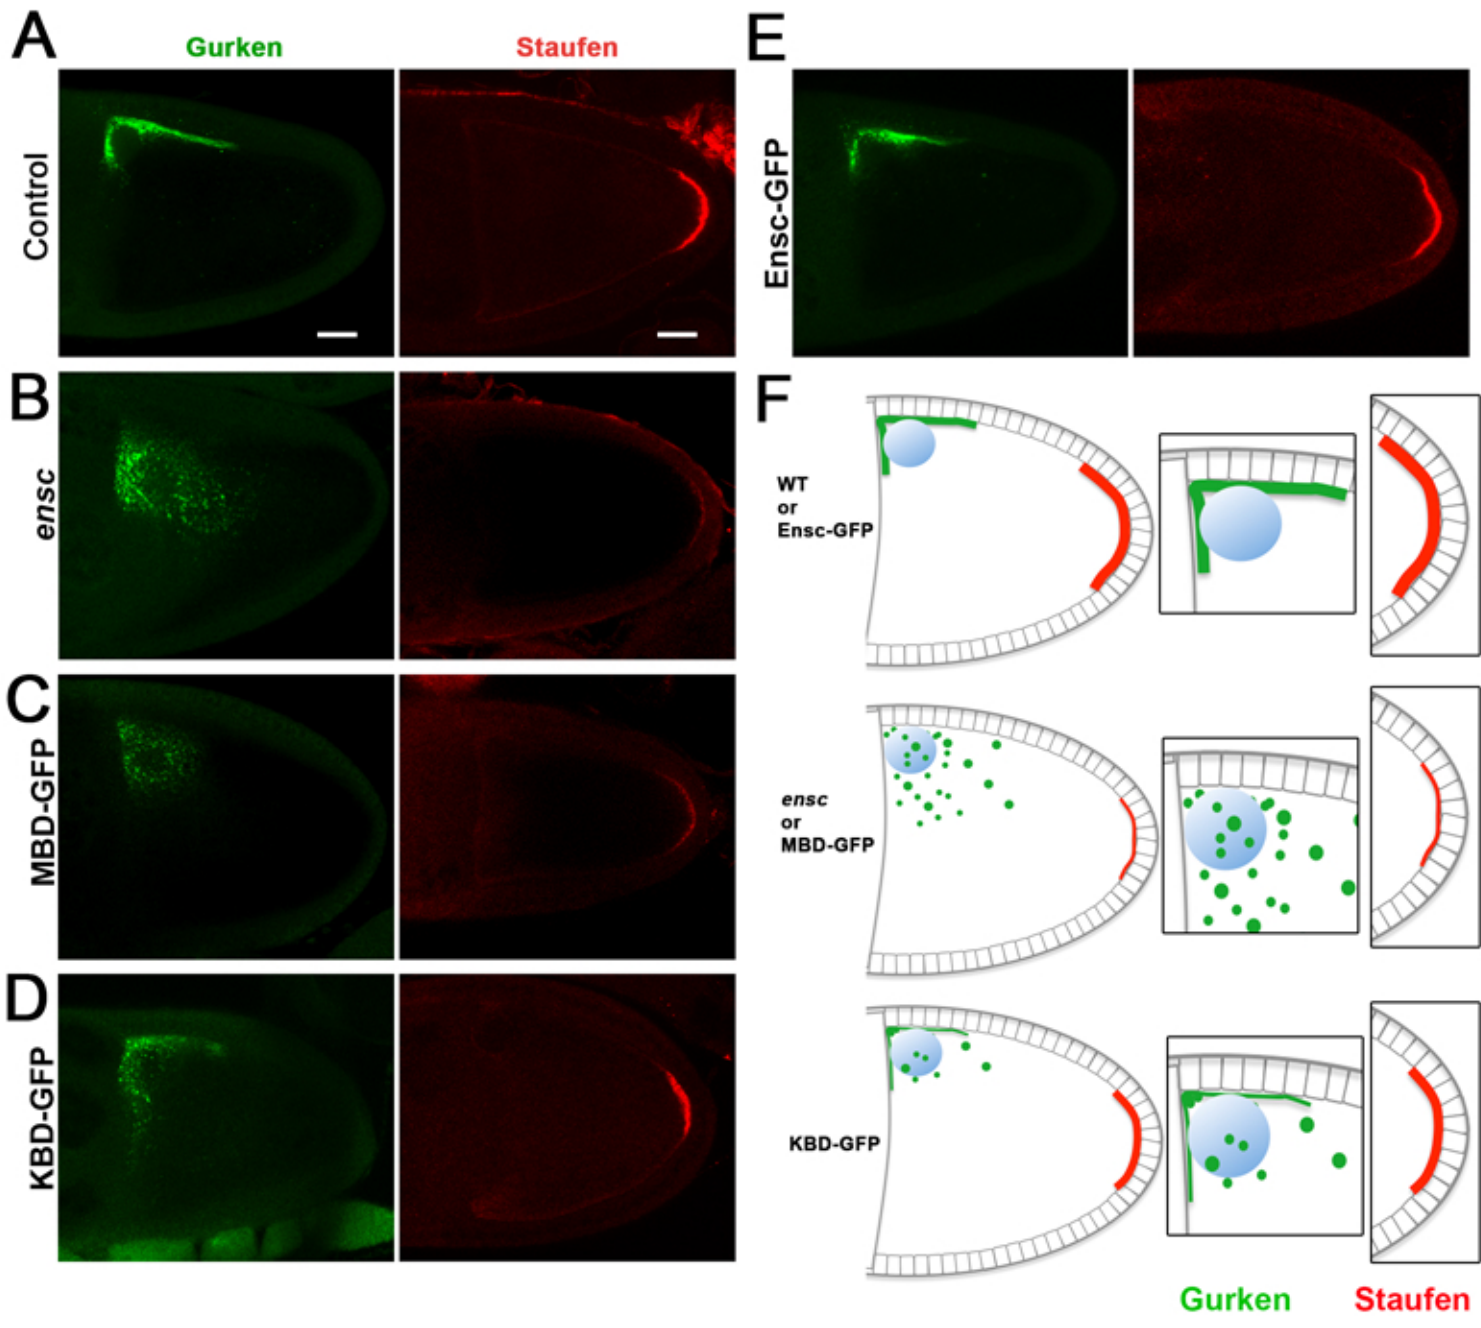 A
Gurken
Staufen
Control
B
ensc
C
MBD-GFP
D
KBD-GFP
E
Ensc-GFP
F
WT
or
Ensc-GFP
ensc
or
MBD-GFP
KBD-GFP
Gurken
Staufen